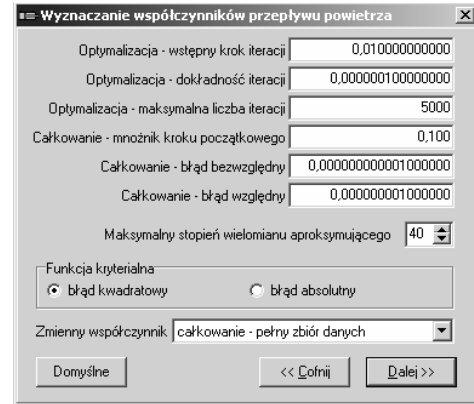 Wyznaczanie współczynników przepływu powietrza
Optymalizacja - wstępny krok iteracji 0,010000000000
Optymalizacja - dokładność iteracji 0,000000100000000
Optymalizacja - maksymalna liczba iteracji 5000
Całkowanie - mnożnik kroku początkowego 0,100
Całkowanie - błąd bezwzględny 0,000000000001000000
Całkowanie - błąd względny 0,000000001000000
Maksymalny stopień wielomianu aproksymującego 40
Funkcja kryterialna
błąd kwadratowy błąd absolutny
Zmienny współczynnik całkowanie - pełny zbiór danych
Domyślne << Cofnij Dalej >>